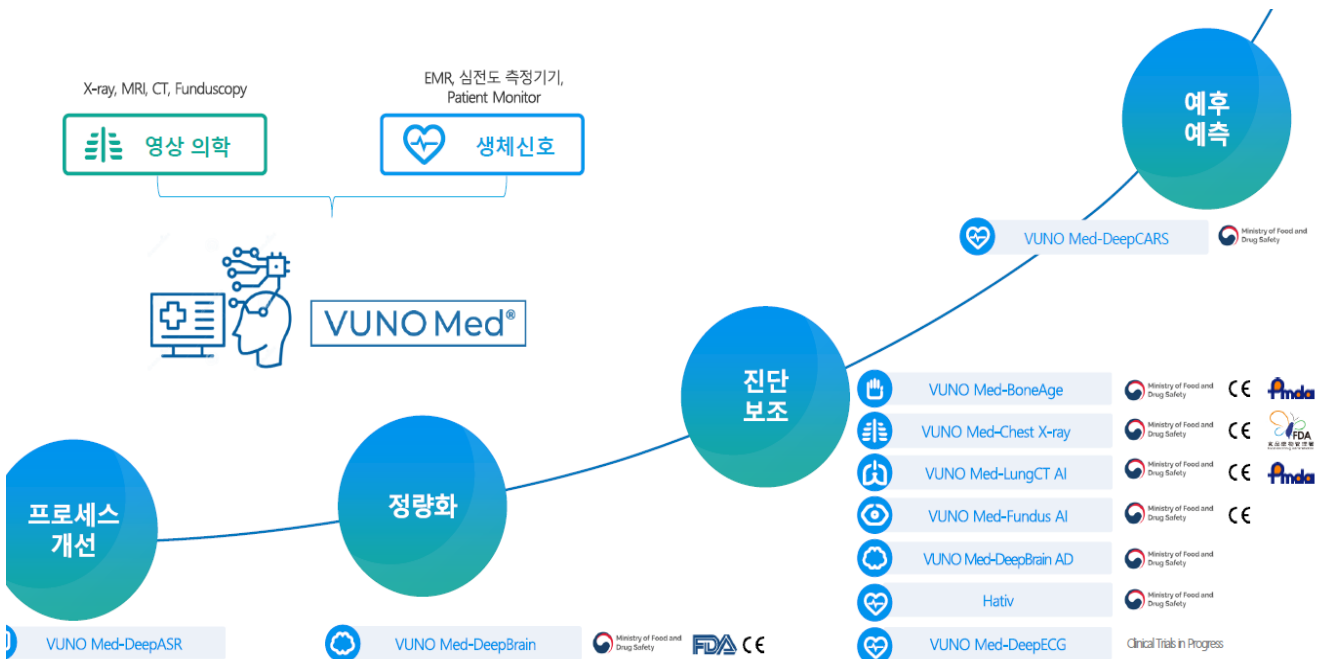 X-ray, MRI, CT, Funduscopy
영상 의학
EMR, 심전도 측정기기,
Patient Monitor
생체신호
VUNO Med®
예후
예측
VUNO Med-DeepCARS
Ministry of Food and
Drug Safety
진단
보조
VUNO Med-BoneAge
Ministry of Food and
Drug Safety
CE
Pmda
VUNO Med-Chest X-ray
Ministry of Food and
Drug Safety
CE
FDA
VUNO Med-LungCT AI
Ministry of Food and
Drug Safety
CE
Pmda
VUNO Med-Fundus AI
Ministry of Food and
Drug Safety
CE
VUNO Med-DeepBrain AD
Ministry of Food and
Drug Safety
Hativ
Ministry of Food and
Drug Safety
VUNO Med-DeepECG
Clinical Trials in Progress
정량화
VUNO Med-DeepBrain
Ministry of Food and
Drug Safety
FDA
CE
프로세스
개선
VUNO Med-DeepASR